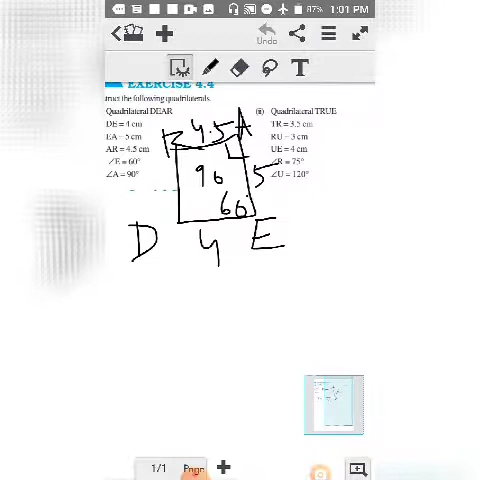 87% 1:01 PM
Undo
T
EXERCISE 4.4
truct the following quadrilaterals.
Quadrilateral DEAR
DE = 4 cm
EA = 5 cm
AR = 4.5 cm
∠E = 60°
∠A = 90°
(ii) Quadrilateral TRUE
TR = 3.5 cm
RU = 3 cm
UE = 4 cm
∠R = 75°
∠U = 120°
R 4.5 A
90 5
60
D 4 E
1/1 Page